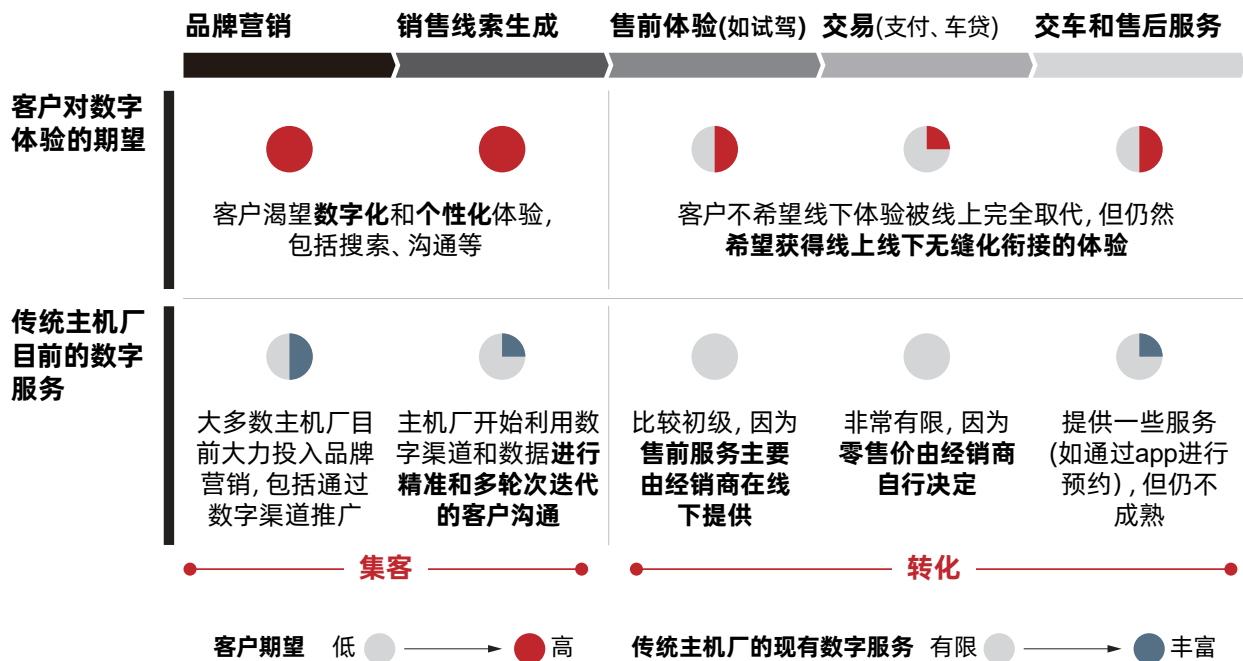 品牌营销
销售线索生成
售前体验(如试驾)
交易(支付、车贷)
交车和售后服务
客户对数字
体验的期望
客户渴望数字化和个性化体验,
包括搜索、沟通等
客户不希望线下体验被线上完全取代, 但仍然
希望获得线上线下无缝化衔接的体验
传统主机厂
目前的数字
服务
大多数主机厂目
前大力投入品牌
营销, 包括通过
数字渠道推广
主机厂开始利用数
字渠道和数据进行
精准和多轮次迭代
的客户沟通
比较初级, 因为
售前服务主要
由经销商在线
下提供
非常有限, 因为
零售价由经销商
自行决定
提供一些服务
(如通过app进行
预约) , 但仍不
成熟
集客
转化
客户期望 低 高
传统主机厂的现有数字服务 有限 丰富